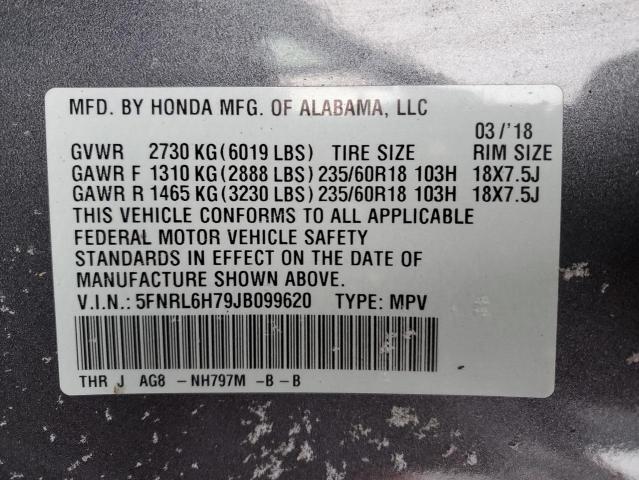 MFD. BY HONDA MFG. OF ALABAMA, LLC
03/'18
GVWR 2730 KG(6019 LBS) TIRE SIZE RIM SIZE
GAWR F 1310 KG(2888 LBS)235/60R18 103H 18X7.5J
GAWR R 1465 KG(3230 LBS)235/60R18 103H 18X7.5J
THIS VEHICLE CONFORMS TO ALL APPLICABLE
FEDERAL MOTOR VEHICLE SAFETY
STANDARDS IN EFFECT ON THE DATE OF
MANUFACTURE SHOWN ABOVE.
V.I.N.: 5FNRL6H79JB099620 TYPE: MPV
THR J AG8 -NH797M -B-B